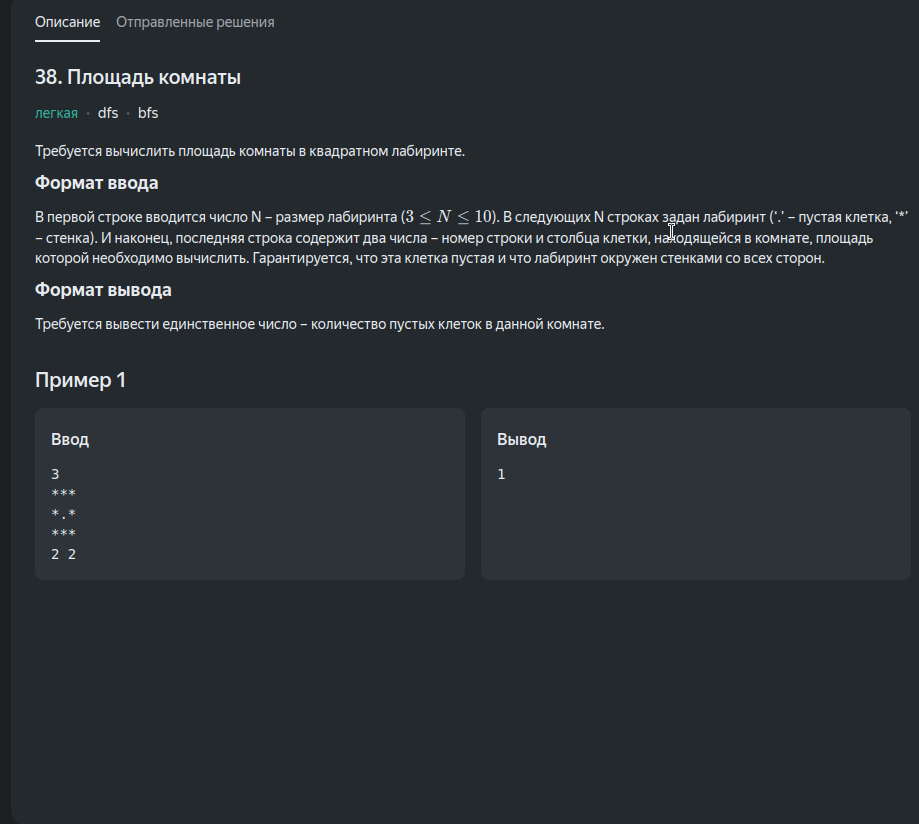 Описание Отправленные решения
38. Площадь комнаты
легкая • dfs • bfs
Требуется вычислить площадь комнаты в квадратном лабиринте.
Формат ввода
В первой строке вводится число N – размер лабиринта (3 ≤ N ≤ 10). В следующих N строках задан лабиринт (‘.’ – пустая клетка, ‘*’
– стенка). И наконец, последняя строка содержит два числа – номер строки и столбца клетки, находящейся в комнате, площадь
которой необходимо вычислить. Гарантируется, что эта клетка пустая и что лабиринт окружен стенками со всех сторон.
Формат вывода
Требуется вывести единственное число – количество пустых клеток в данной комнате.
Пример 1
Ввод
3
***
*.*
***
2 2
Вывод
1